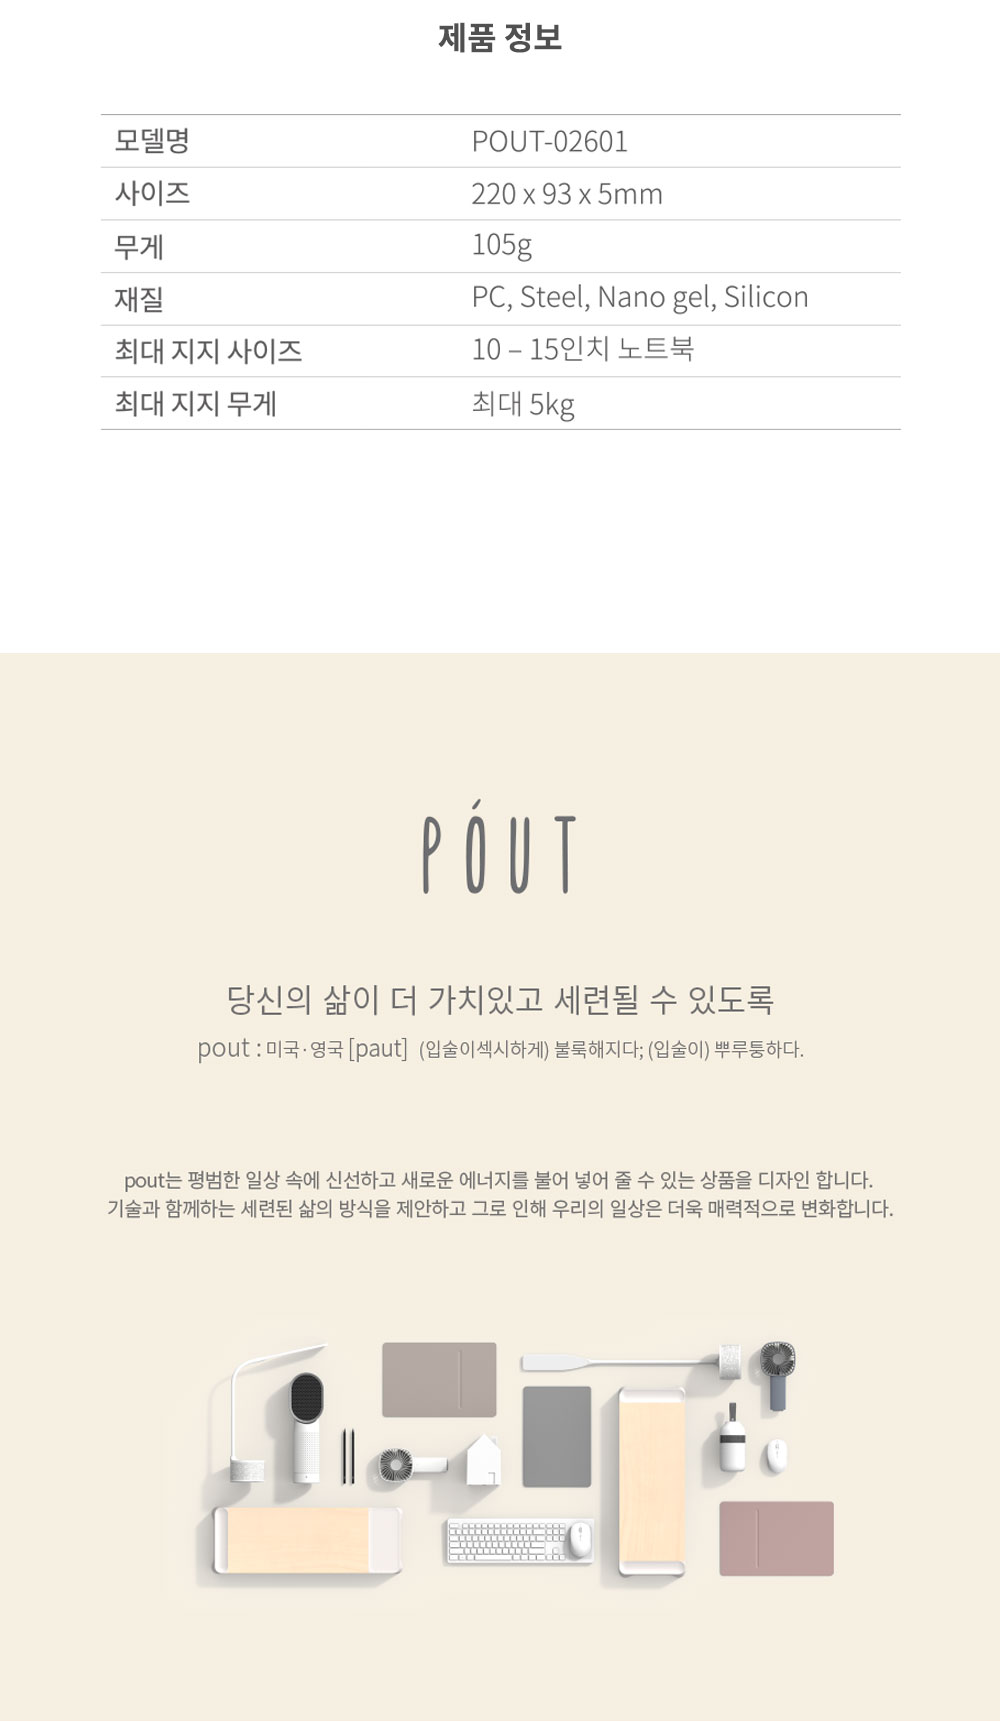 제품 정보
모델명 POUT-02601
사이즈 220 x 93 x 5mm
무게 105g
재질 PC, Steel, Nano gel, Silicon
최대 지지 사이즈 10 – 15인치 노트북
최대 지지 무게 최대 5kg
PÓUT
당신의 삶이 더 가치있고 세련될 수 있도록
pout : 미국·영국 [paut] (입술이섹시하게) 불룩해지다; (입술이) 뿌루퉁하다.
pout는 평범한 일상 속에 신선하고 새로운 에너지를 불어 넣어 줄 수 있는 상품을 디자인 합니다.
기술과 함께하는 세련된 삶의 방식을 제안하고 그로 인해 우리의 일상은 더욱 매력적으로 변화합니다.